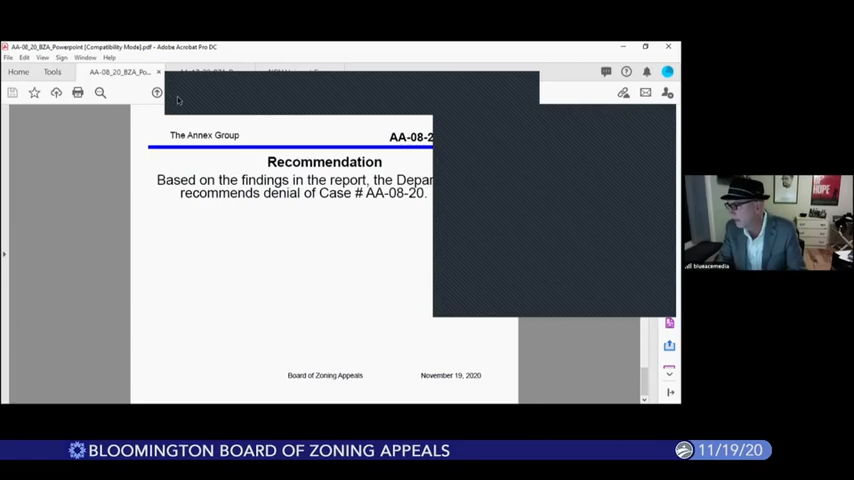 AA-08_20_BZA_Powerpoint [Compatibility Mode].pdf - Adobe Acrobat Pro DC
File Edit View Sign Window Help
Home Tools AA-08_20_BZA_Po... ×
The Annex Group AA-08-2
Recommendation
Based on the findings in the report, the Depar
recommends denial of Case # AA-08-20.
Board of Zoning Appeals November 19, 2020
HOPE
blueacemedia
BLOOMINGTON BOARD OF ZONING APPEALS 11/19/20